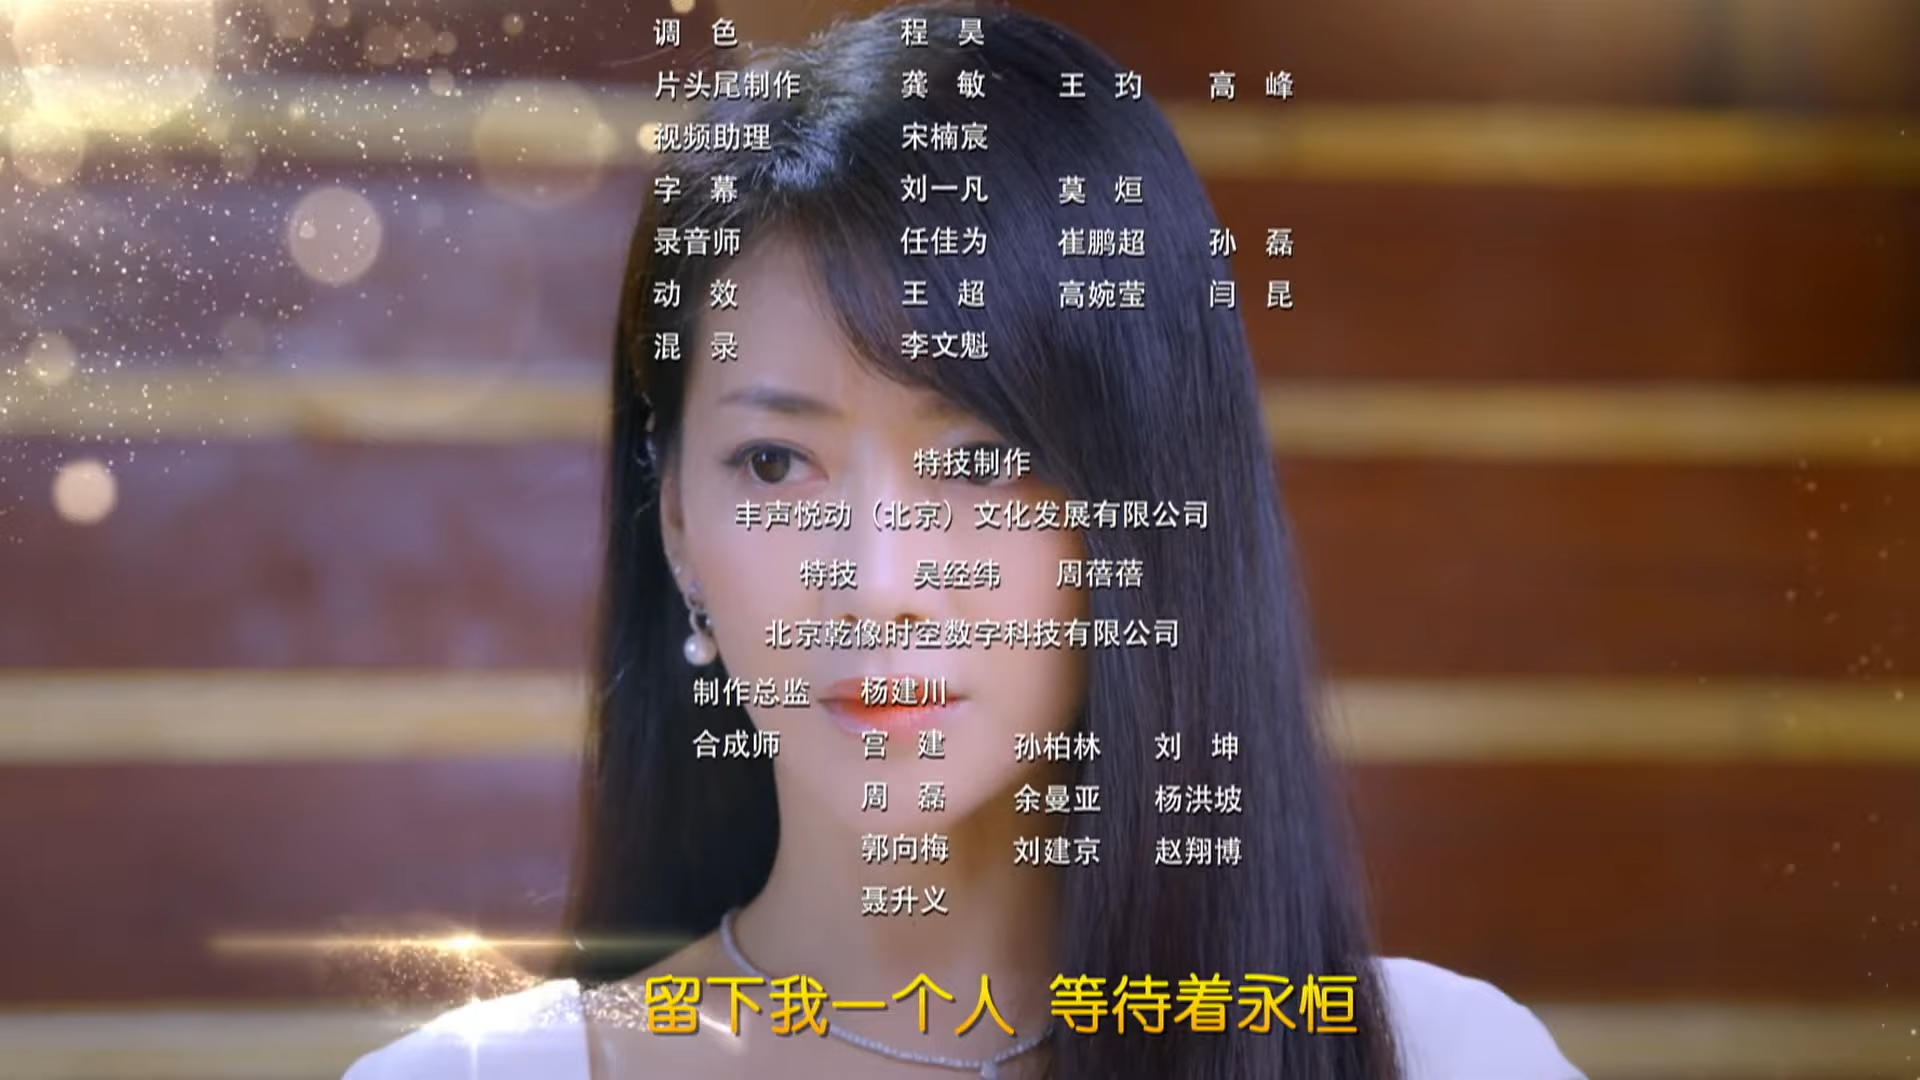 调 色 程 昊
片头尾制作 龚 敏 王 玓 高 峰
视频助理 宋楠宸
字 幕 刘一凡 莫 烜
录音师 任佳为 崔鹏超 孙 磊
动 效 王 超 高婉莹 闫 昆
混 录 李文魁
特技制作
丰声悦动（北京）文化发展有限公司
特技 吴经纬 周蓓蓓
北京乾像时空数字科技有限公司
制作总监 杨建川
合成师 宫 建 孙柏林 刘 坤
周 磊 余曼亚 杨洪坡
郭向梅 刘建京 赵翔博
聂升义
留下我一个人 等待着永恒